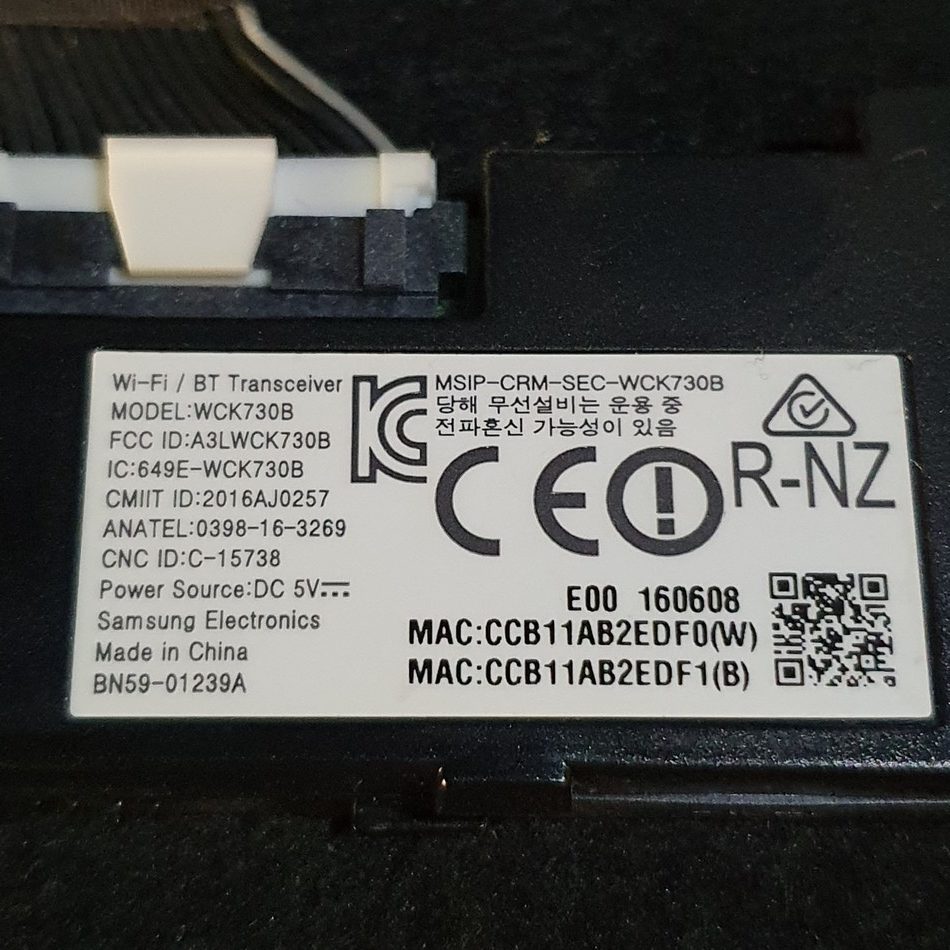 Wi-Fi / BT Transceiver
MODEL:WCK730B
FCC ID:A3LWCK730B
IC:649E-WCK730B
CMIIT ID:2016AJ0257
ANATEL:0398-16-3269
CNC ID:C-15738
Power Source:DC 5V
Samsung Electronics
Made in China
BN59-01239A
MSIP-CRM-SEC-WCK730B
당해 무선설비는 운용 중
전파혼신 가능성이 있음
CE
R-NZ
E00 160608
MAC:CCB11AB2EDF0(W)
MAC:CCB11AB2EDF1(B)